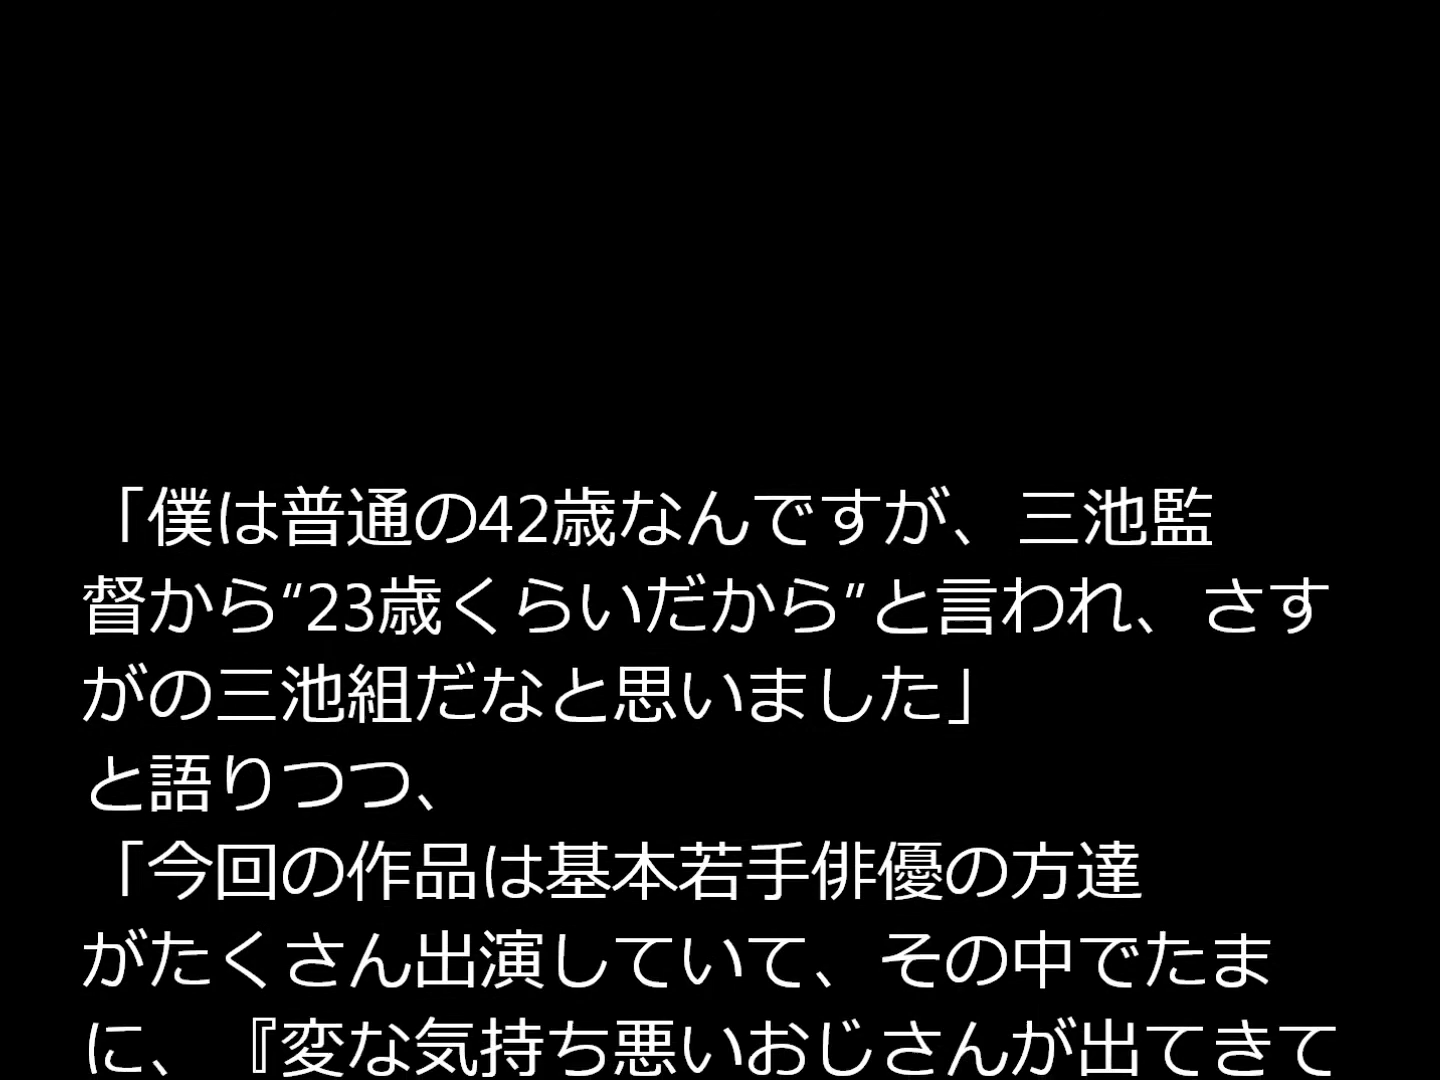 「僕は普通の42歳なんですが、三池監
督から“23歳くらいだから”と言われ、さす
がの三池組だなと思いました」
と語りつつ、
「今回の作品は基本若手俳優の方達
がたくさん出演していて、その中でたま
に、『変な気持ち悪いおじさんが出てきて